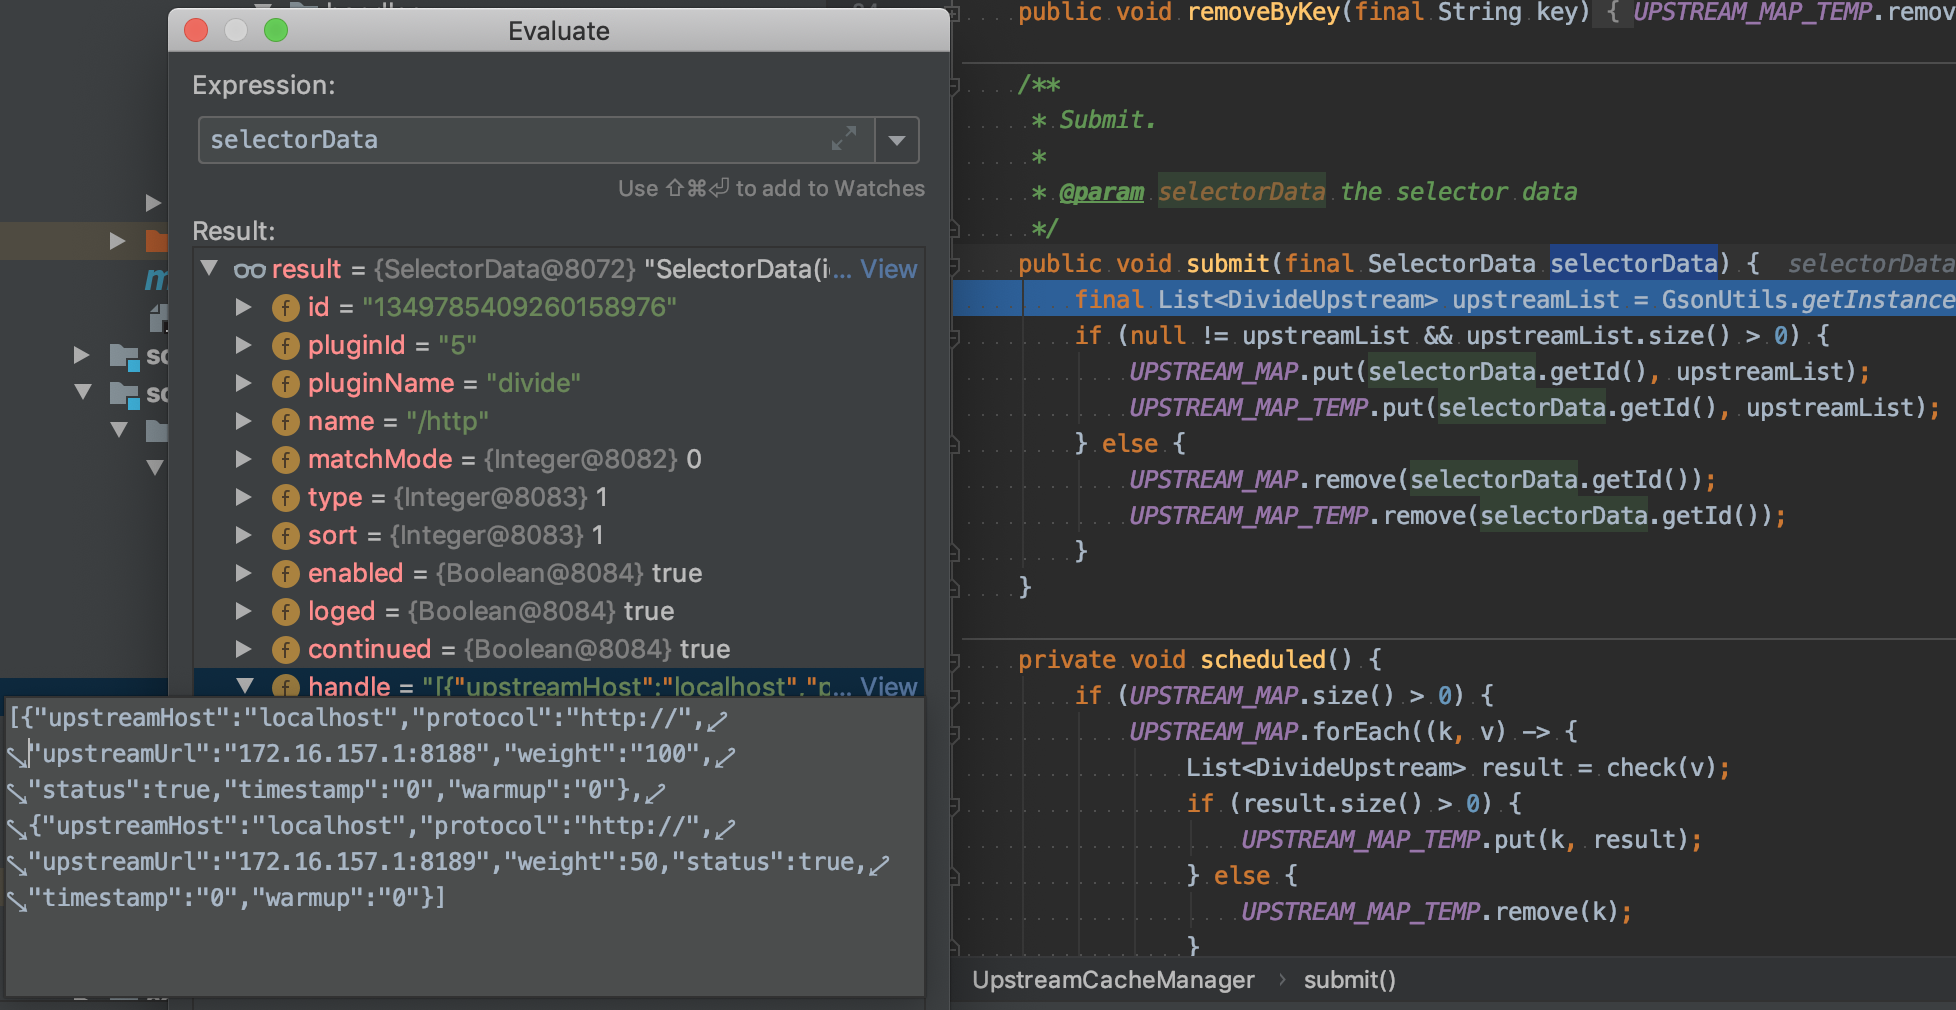 Evaluate
Expression:
selectorData
Use ⇧⌘⏎ to add to Watches
Result:
result = {SelectorData@8072} "SelectorData(i... View
id = "1349785409260158976"
pluginId = "5"
pluginName = "divide"
name = "/http"
matchMode = {Integer@8082} 0
type = {Integer@8083} 1
sort = {Integer@8083} 1
enabled = {Boolean@8084} true
loged = {Boolean@8084} true
continued = {Boolean@8084} true
handle = "[{"upstreamHost":"localhost","p... View
[{"upstreamHost":"localhost","protocol":"http://",
"upstreamUrl":"172.16.157.1:8188","weight":"100",
"status":true,"timestamp":"0","warmup":"0"},
{"upstreamHost":"localhost","protocol":"http://",
"upstreamUrl":"172.16.157.1:8189","weight":50,"status":true,
"timestamp":"0","warmup":"0"}]
public void removeByKey(final String key) { UPSTREAM_MAP_TEMP.remov
/**
* Submit.
*
* @param selectorData the selector data
*/
public void submit(final SelectorData selectorData) { selectorData
final List<DivideUpstream> upstreamList = GsonUtils.getInstance
if (null != upstreamList && upstreamList.size() > 0) {
UPSTREAM_MAP.put(selectorData.getId(), upstreamList);
UPSTREAM_MAP_TEMP.put(selectorData.getId(), upstreamList);
} else {
UPSTREAM_MAP.remove(selectorData.getId());
UPSTREAM_MAP_TEMP.remove(selectorData.getId());
}
}
private void scheduled() {
if (UPSTREAM_MAP.size() > 0) {
UPSTREAM_MAP.forEach((k, v) -> {
List<DivideUpstream> result = check(v);
if (result.size() > 0) {
UPSTREAM_MAP_TEMP.put(k, result);
} else {
UPSTREAM_MAP_TEMP.remove(k);
}
UpstreamCacheManager › submit()